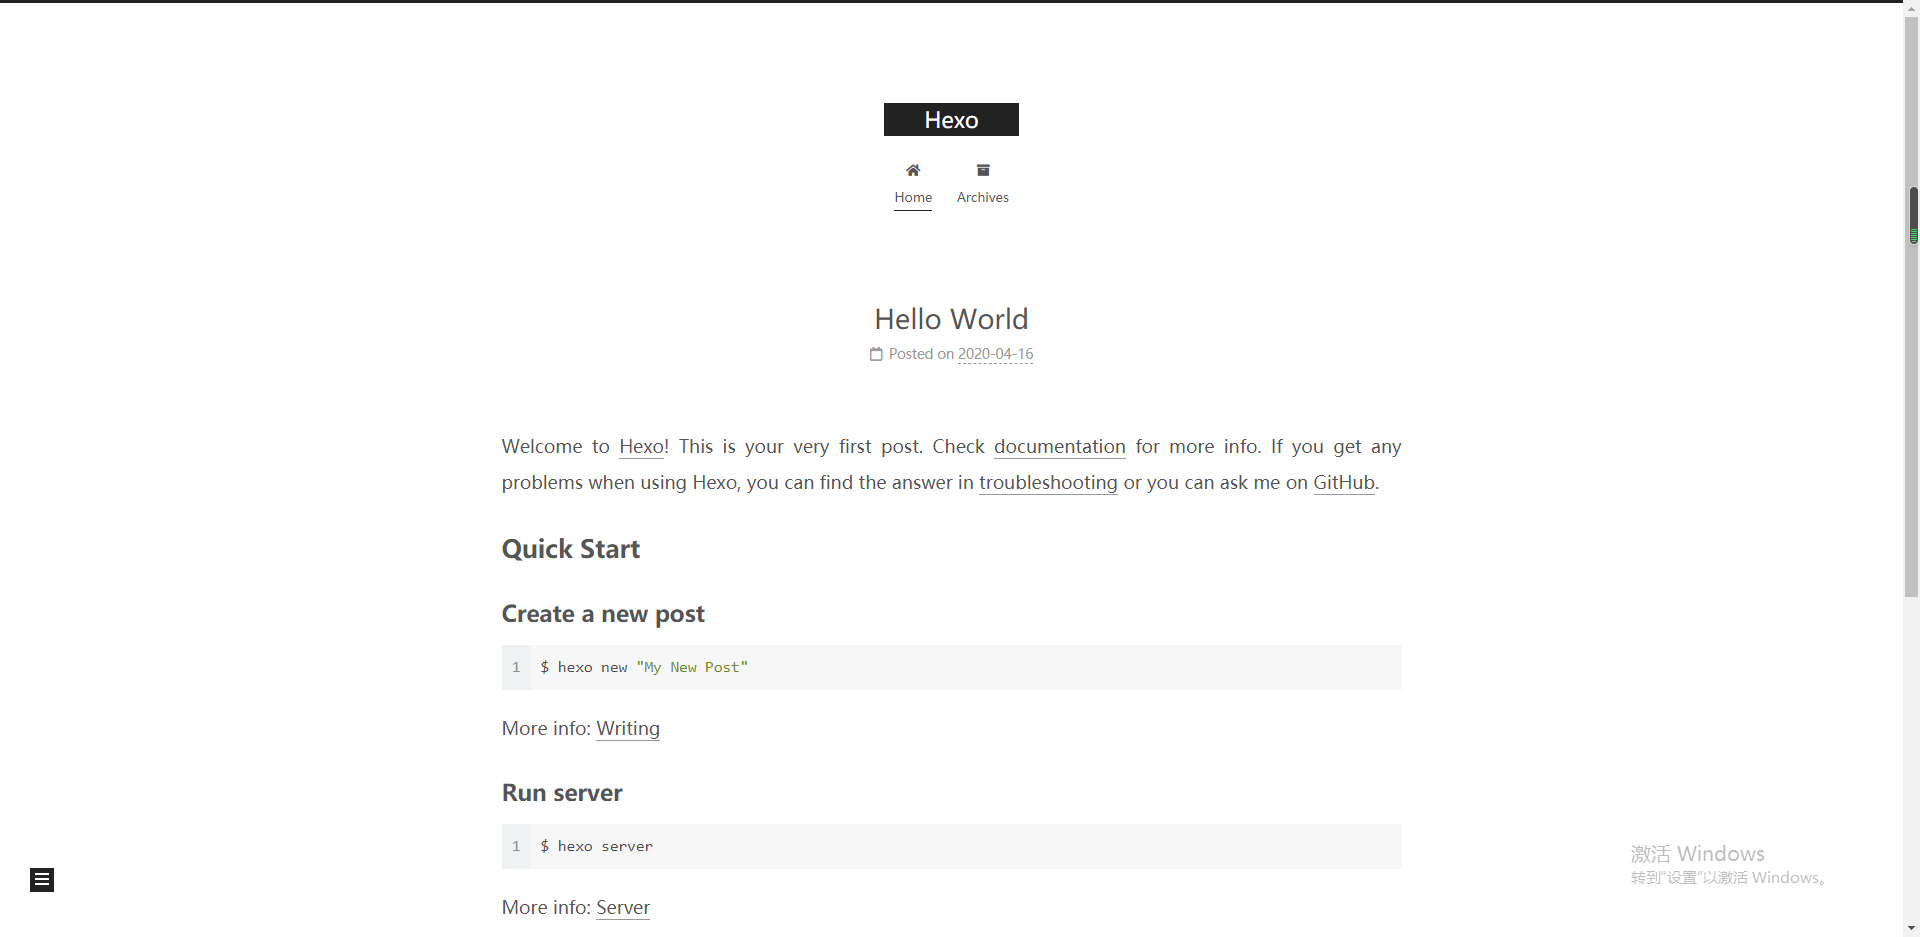 Hexo
Home Archives
Hello World
Posted on 2020-04-16
Welcome to Hexo! This is your very first post. Check documentation for more info. If you get any
problems when using Hexo, you can find the answer in troubleshooting or you can ask me on GitHub.
Quick Start
Create a new post
1 $ hexo new "My New Post"
More info: Writing
Run server
1 $ hexo server
More info: Server
激活 Windows
转到"设置"以激活 Windows。